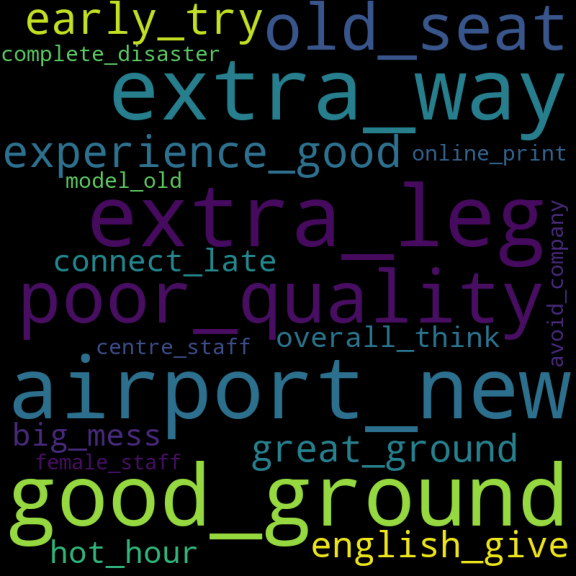 early_try
old_seat
complete_disaster
extra_way
experience_good
online_print
model_old
extra_leg
avoid_company
connect_late
poor_quality
overall_think
centre_staff
airport_new
big_mess
great_ground
female_staff
good_ground
english_give
hot_hour